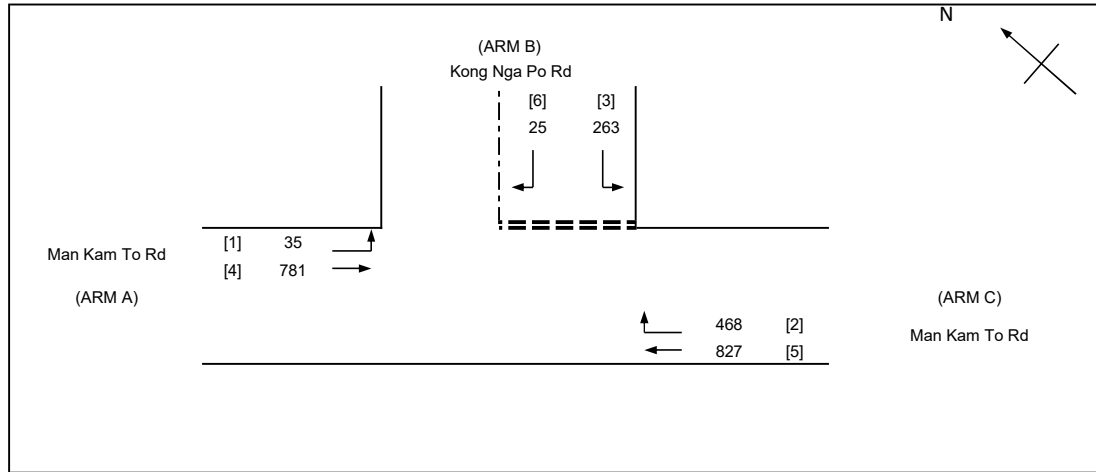 N
(ARM B)
Kong Nga Po Rd
[6] [3]
25 263
Man Kam To Rd [1] 35
[4] 781
(ARM A)
(ARM C)
468 [2]
Man Kam To Rd
827 [5]